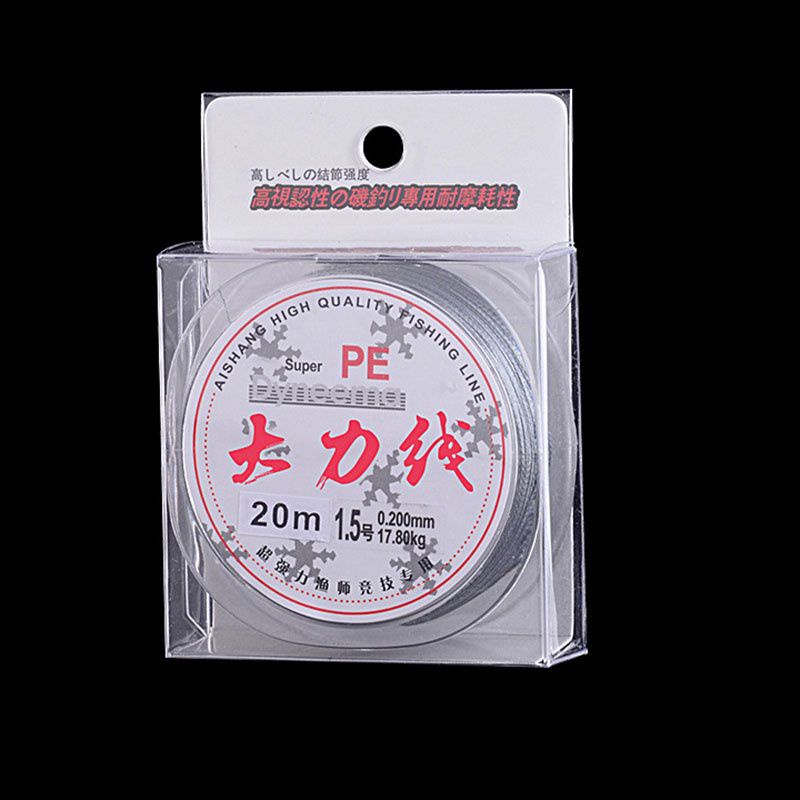 高しべしの結節强度
高視認性の磯釣り專用耐摩耗性
AISHANG HIGH QUALITY FISHING LINE
Super PE
Dyneema
大力线
20m 1.5号 0.200mm
17.80kg
超强力渔师竞技专用